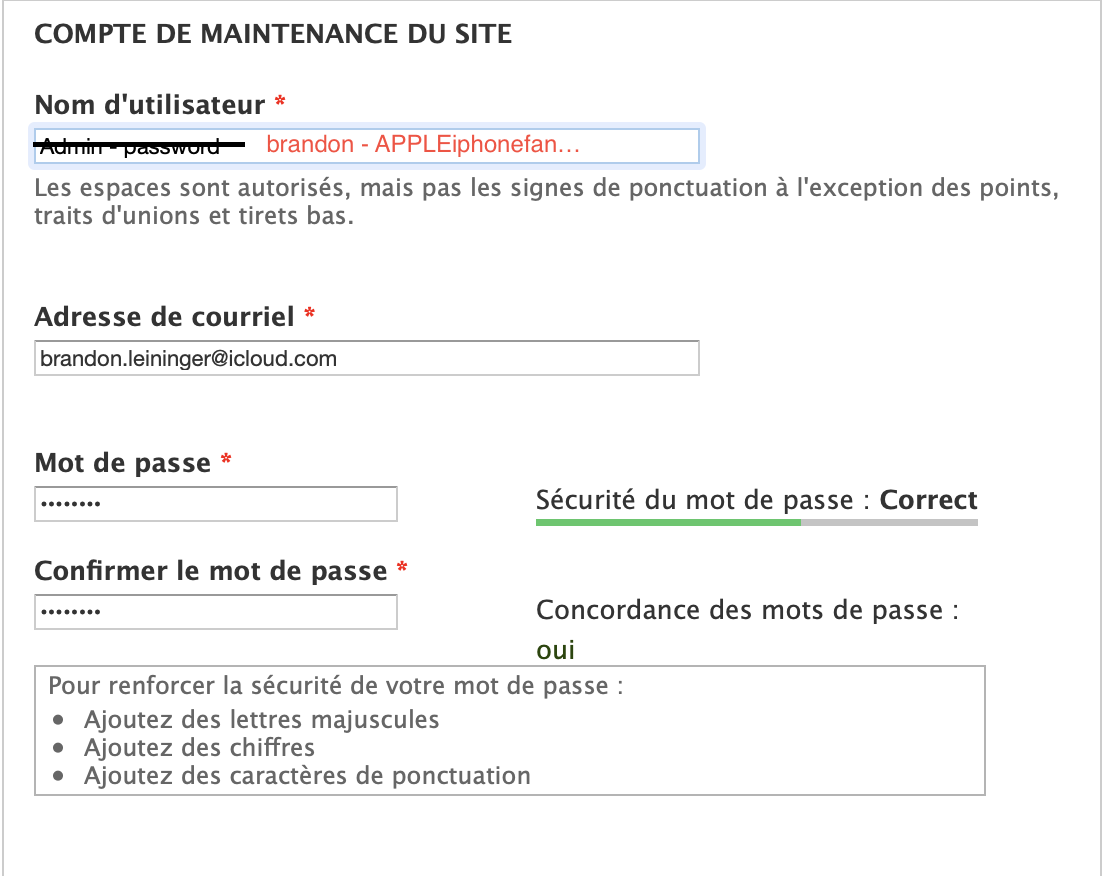 COMPTE DE MAINTENANCE DU SITE
Nom d'utilisateur *
Admin - password brandon - APPLEiphonefan...
Les espaces sont autorisés, mais pas les signes de ponctuation à l'exception des points,
traits d'unions et tirets bas.
Adresse de courriel *
brandon.leininger@icloud.com
Mot de passe *
••••••••
Sécurité du mot de passe : Correct
Confirmer le mot de passe *
••••••••
Concordance des mots de passe :
oui
Pour renforcer la sécurité de votre mot de passe :
• Ajoutez des lettres majuscules
• Ajoutez des chiffres
• Ajoutez des caractères de ponctuation